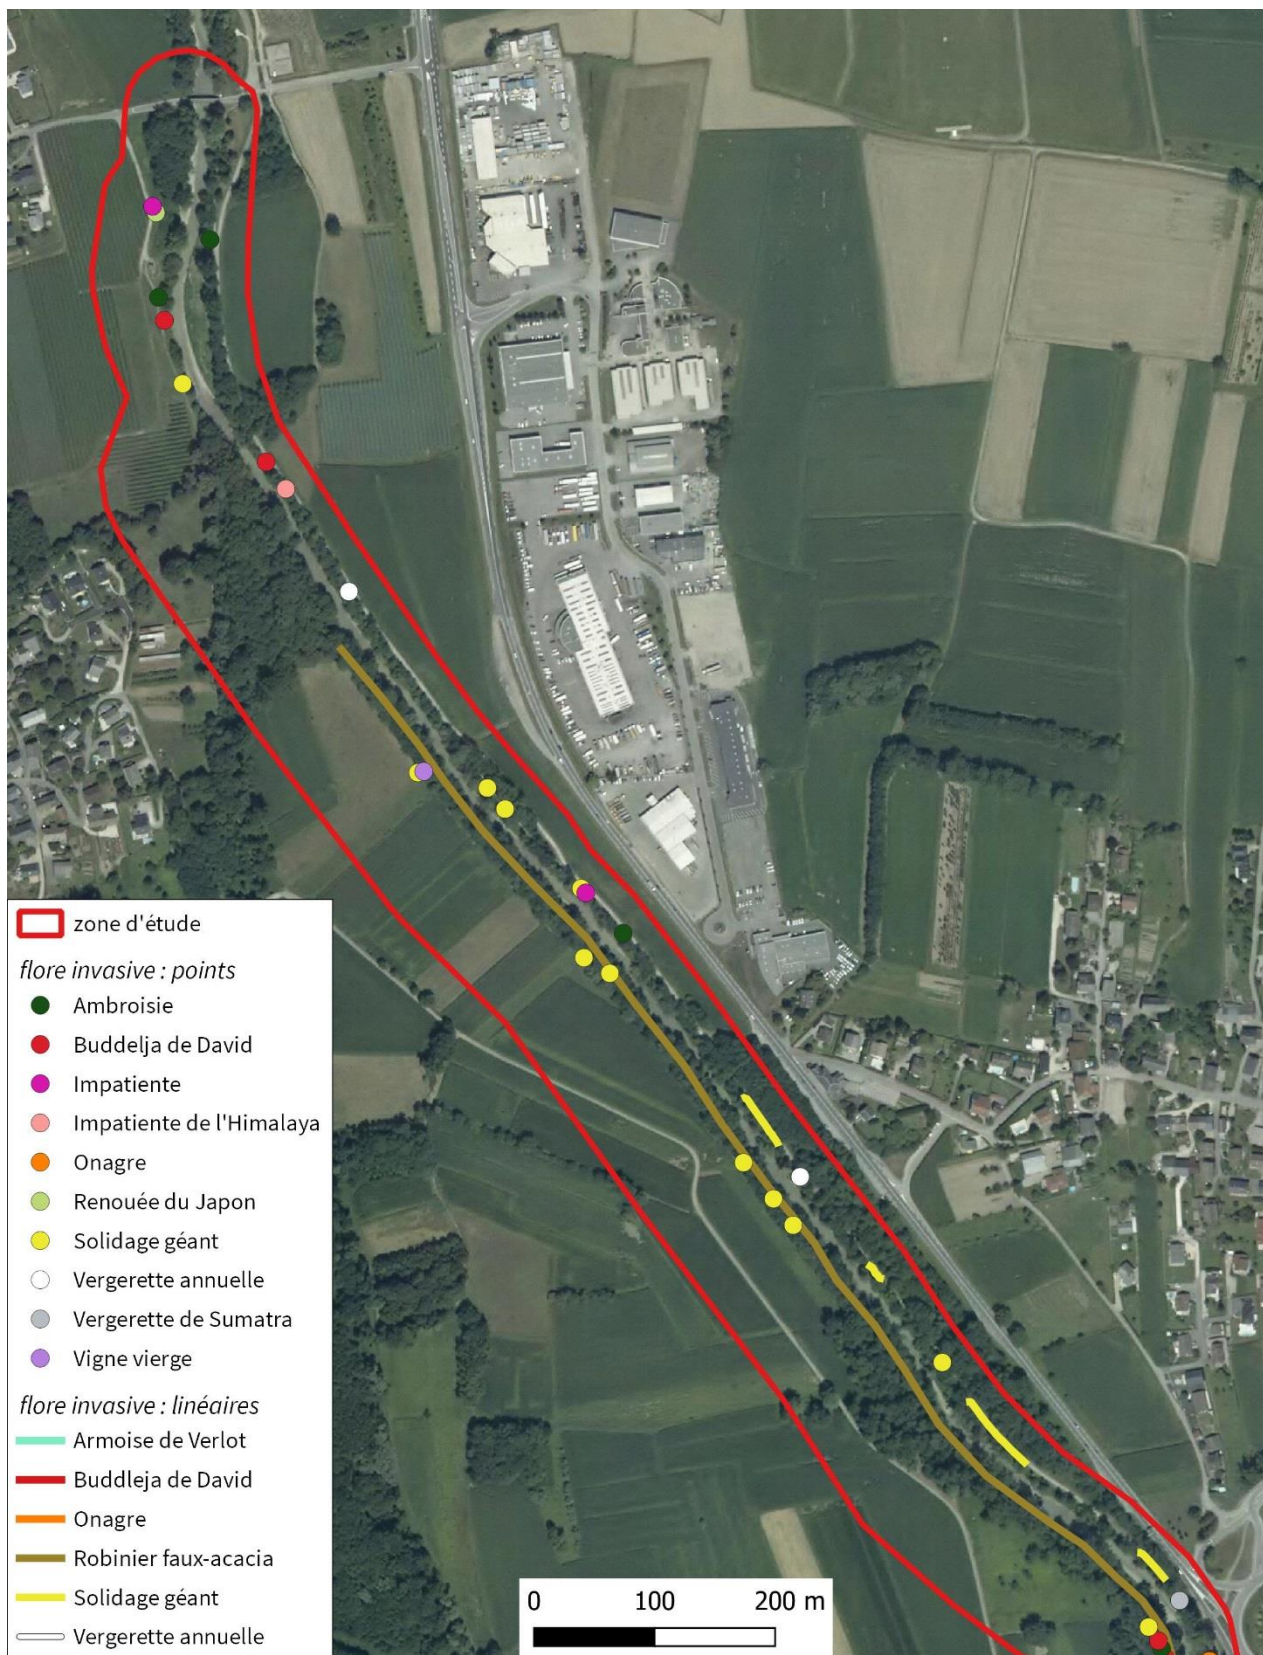 zone d'étude
flore invasive : points
Ambroisie
Buddelja de David
Impatiente
Impatiente de l'Himalaya
Onagre
Renouée du Japon
Solidage géant
Vergerette annuelle
Vergerette de Sumatra
Vigne vierge
flore invasive : linéaires
Armoise de Verlot
Buddleja de David
Onagre
Robinier faux-acacia
Solidage géant
Vergerette annuelle
0 100 200 m